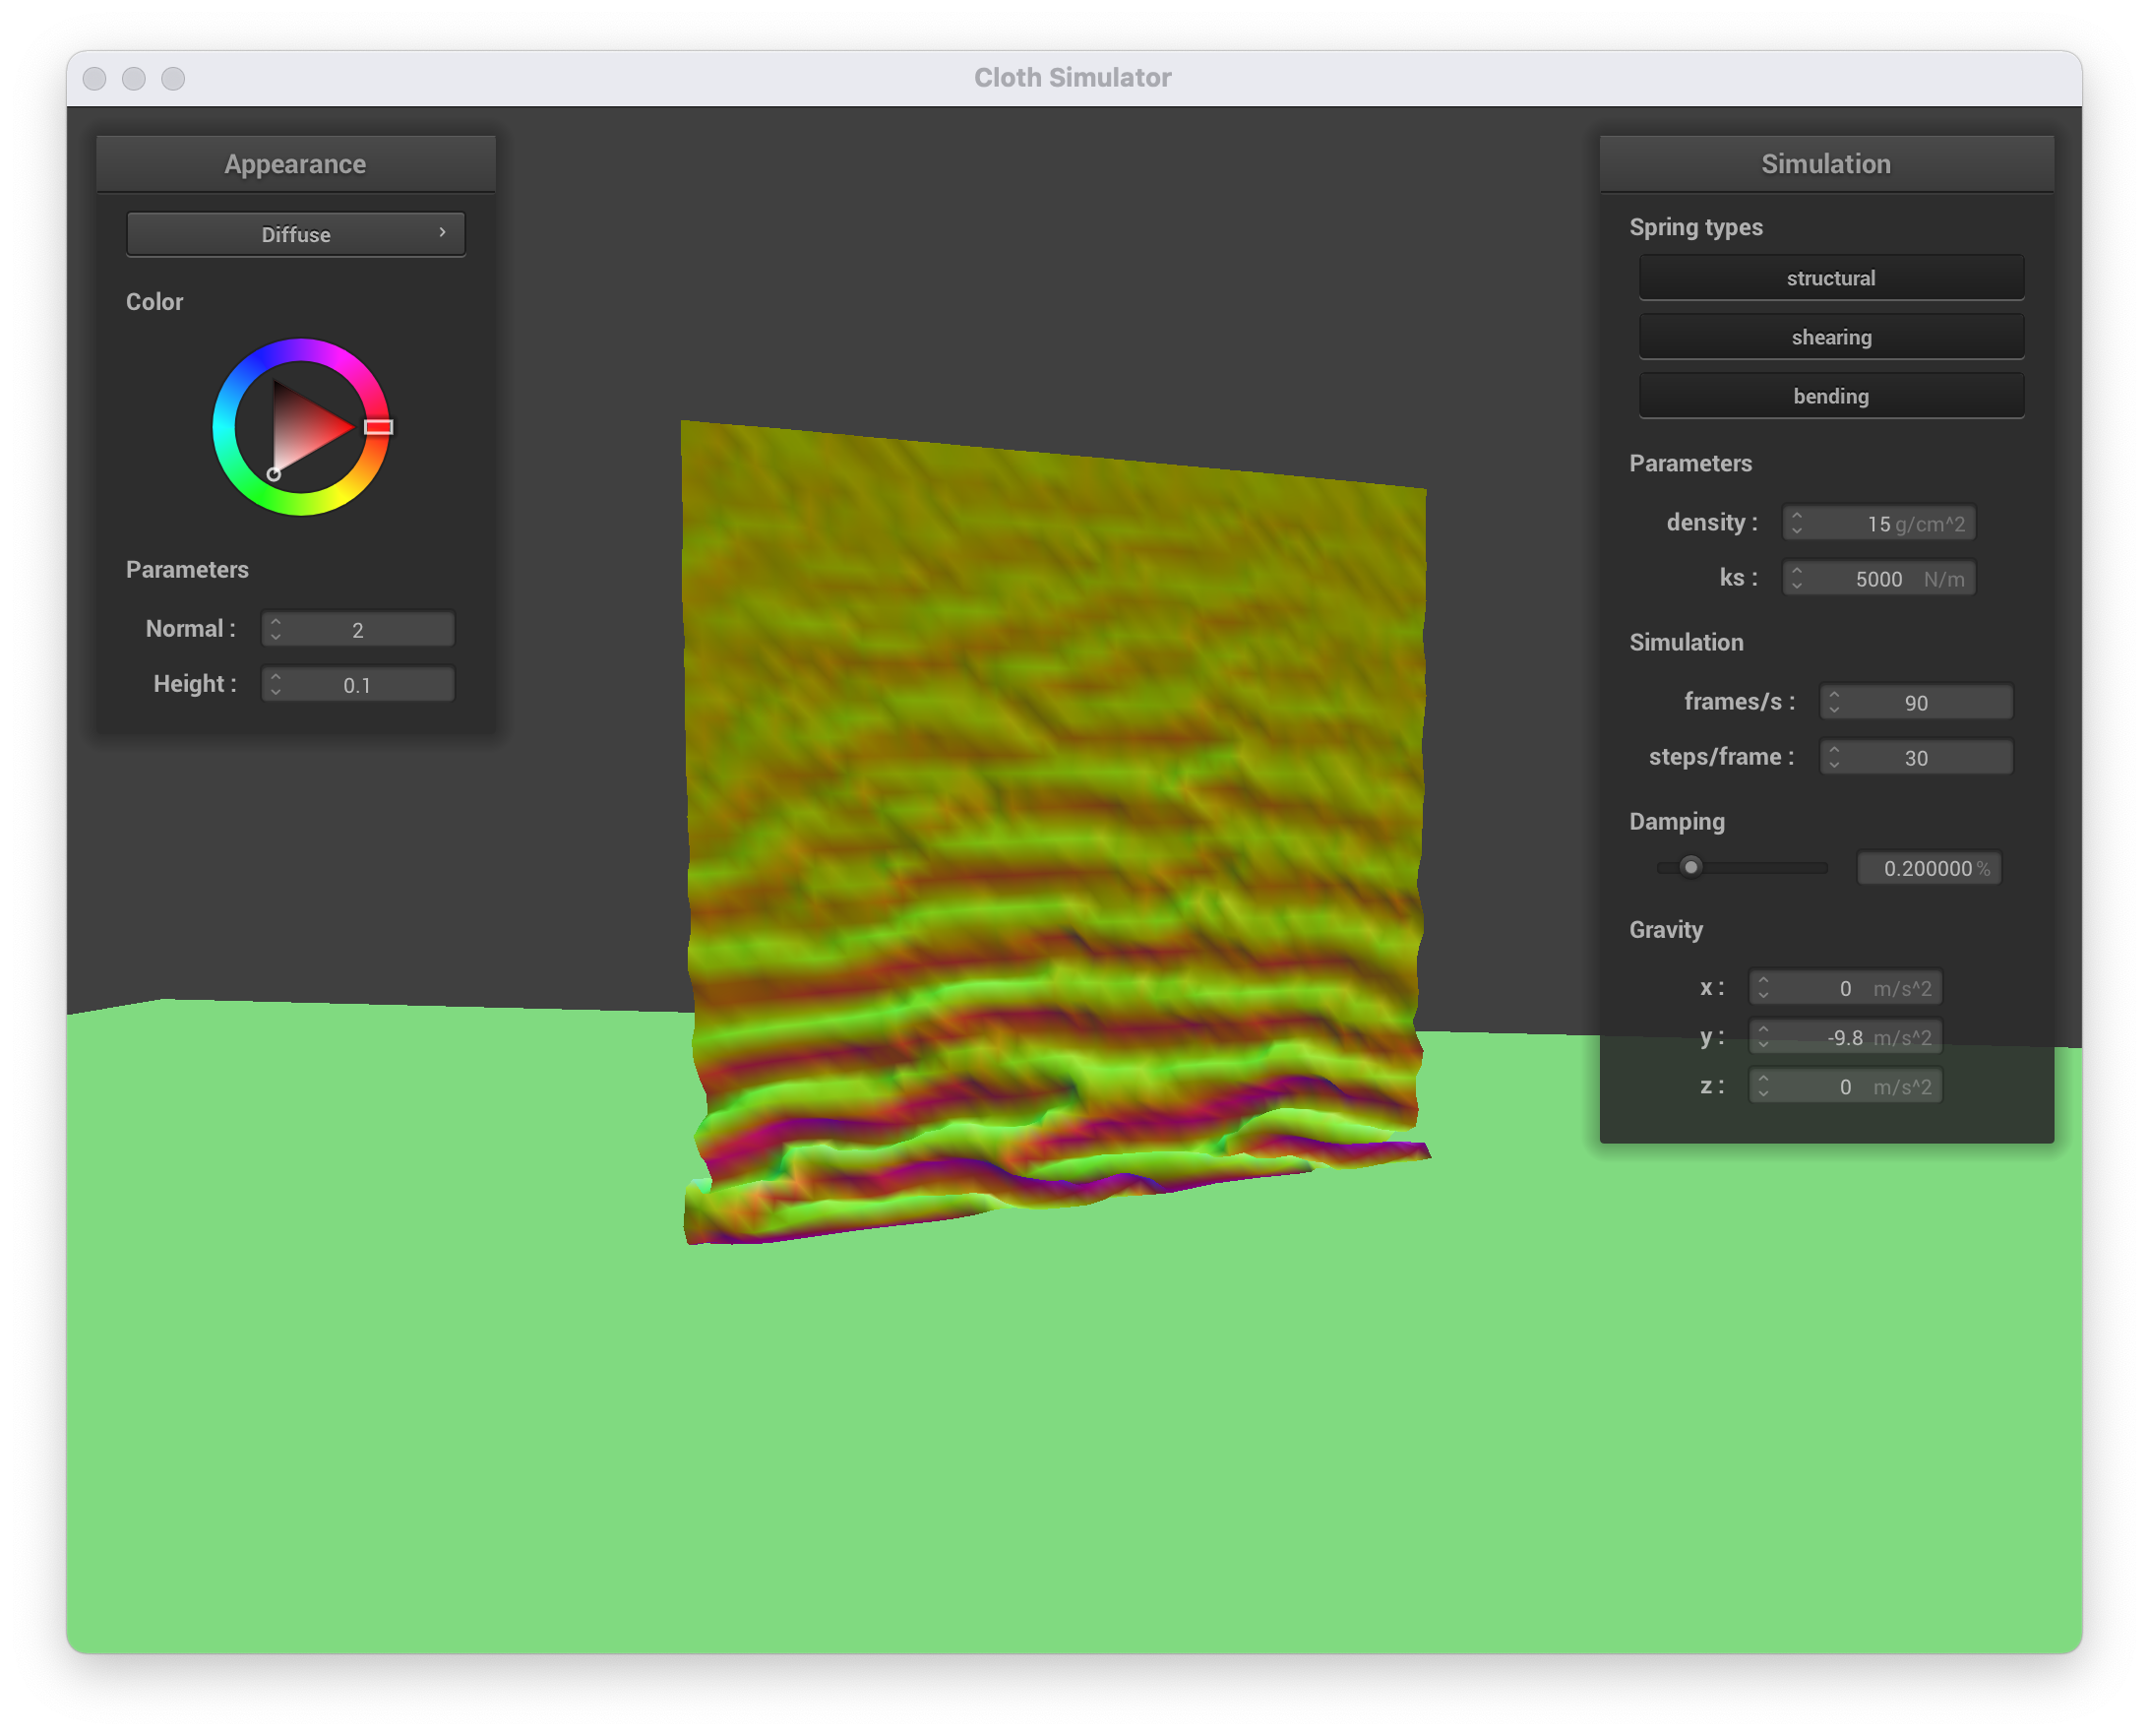 Cloth Simulator
Appearance
Diffuse
Color
Parameters
Normal : 2
Height : 0.1
Simulation
Spring types
structural
shearing
bending
Parameters
density : 15 g/cm^2
ks : 5000 N/m
Simulation
frames/s : 90
steps/frame : 30
Damping
0.200000 %
Gravity
x : 0 m/s^2
y : -9.8 m/s^2
z : 0 m/s^2